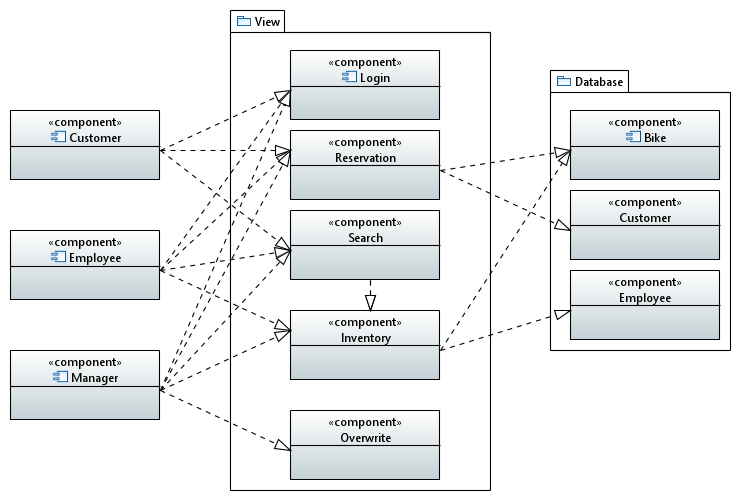 View
«component»
Login
Database
«component»
Customer
«component»
Reservation
«component»
Bike
«component»
Search
«component»
Customer
«component»
Employee
«component»
Inventory
«component»
Employee
«component»
Manager
«component»
Overwrite